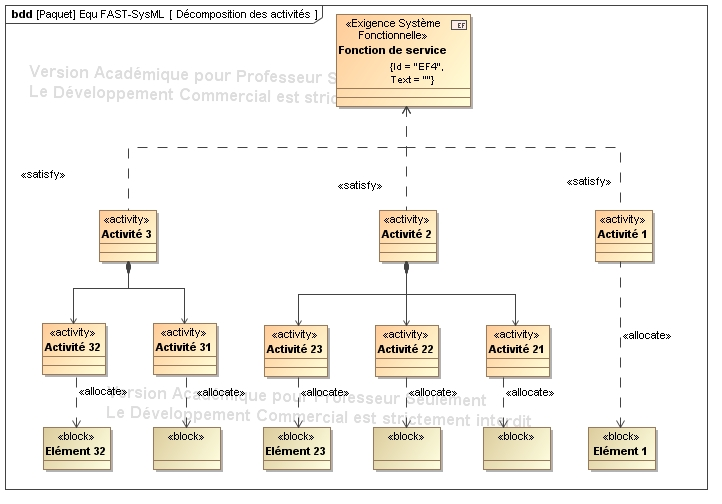 bdd [Paquet] Equ FAST-SysML [ Décomposition des activités ]
«Exigence Système
Fonctionnelle»
EF
Fonction de service
{Id = "EF4",
Text = ""}
Version Académique pour Professeur S
Le Développement Commercial est stric
«satisfy»
«satisfy»
«satisfy»
«activity»
Activité 3
«activity»
Activité 2
«activity»
Activité 1
«activity»
Activité 32
«activity»
Activité 31
«activity»
Activité 23
«activity»
Activité 22
«activity»
Activité 21
«allocate»
«allocate»
«allocate»
«allocate»
«allocate»
«allocate»
Version Académique pour Professeur Seulement
Le Développement Commercial est strictement interdit
«block»
Elément 32
«block»
«block»
Elément 23
«block»
«block»
«block»
Elément 1